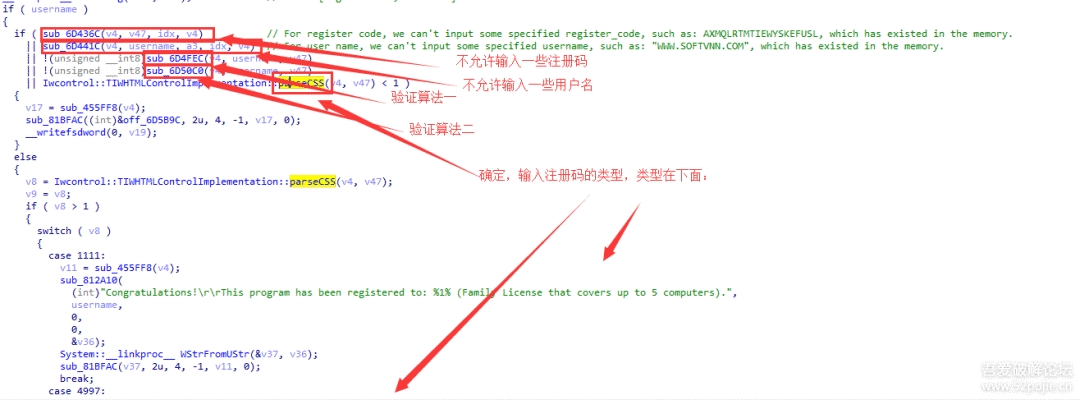 if ( username )
{
if ( sub_6D436C(v4, v47, idx, v4) // For register code, we can't input some specified register_code, such as: AXMQLRTMTIEWYSKEFUSL, which has existed in the memory.
|| sub_6D441C(v4, username, a3, idx, v4) // For user name, we can't input some specified username, such as: "WWW.SOFTVNN.COM", which has existed in the memory.
不允许输入一些注册码
|| !(unsigned __int8)sub_6D4FEC(v4, username, v47)
|| !(unsigned __int8)sub_6D50C0(v4, username, v47)
不允许输入一些用户名
|| Iwcontrol::TIWHTMLControlImplementation::parseCSS(v4, v47) < 1 )
验证算法一
{
v17 = sub_455FF8(v4);
sub_81BFAC((int)&off_6D5B9C, 2u, 4, -1, v17, 0);
验证算法二
__writefsdword(0, v19);
}
else
{
确定，输入注册码的类型，类型在下面：
v8 = Iwcontrol::TIWHTMLControlImplementation::parseCSS(v4, v47);
v9 = v8;
if ( v8 > 1 )
{
switch ( v8 )
{
case 1111:
v11 = sub_455FF8(v4);
sub_812A10(
(int)"Congratulations!\r\rThis program has been registered to: %1% (Family License that covers up to 5 computers).",
username,
0,
0,
&v36);
System::__linkproc__ WStrFromUStr(&v37, v36);
sub_81BFAC(v37, 2u, 4, -1, v11, 0);
break;
case 4997:
吾爱破解论坛
www.52pojie.cn